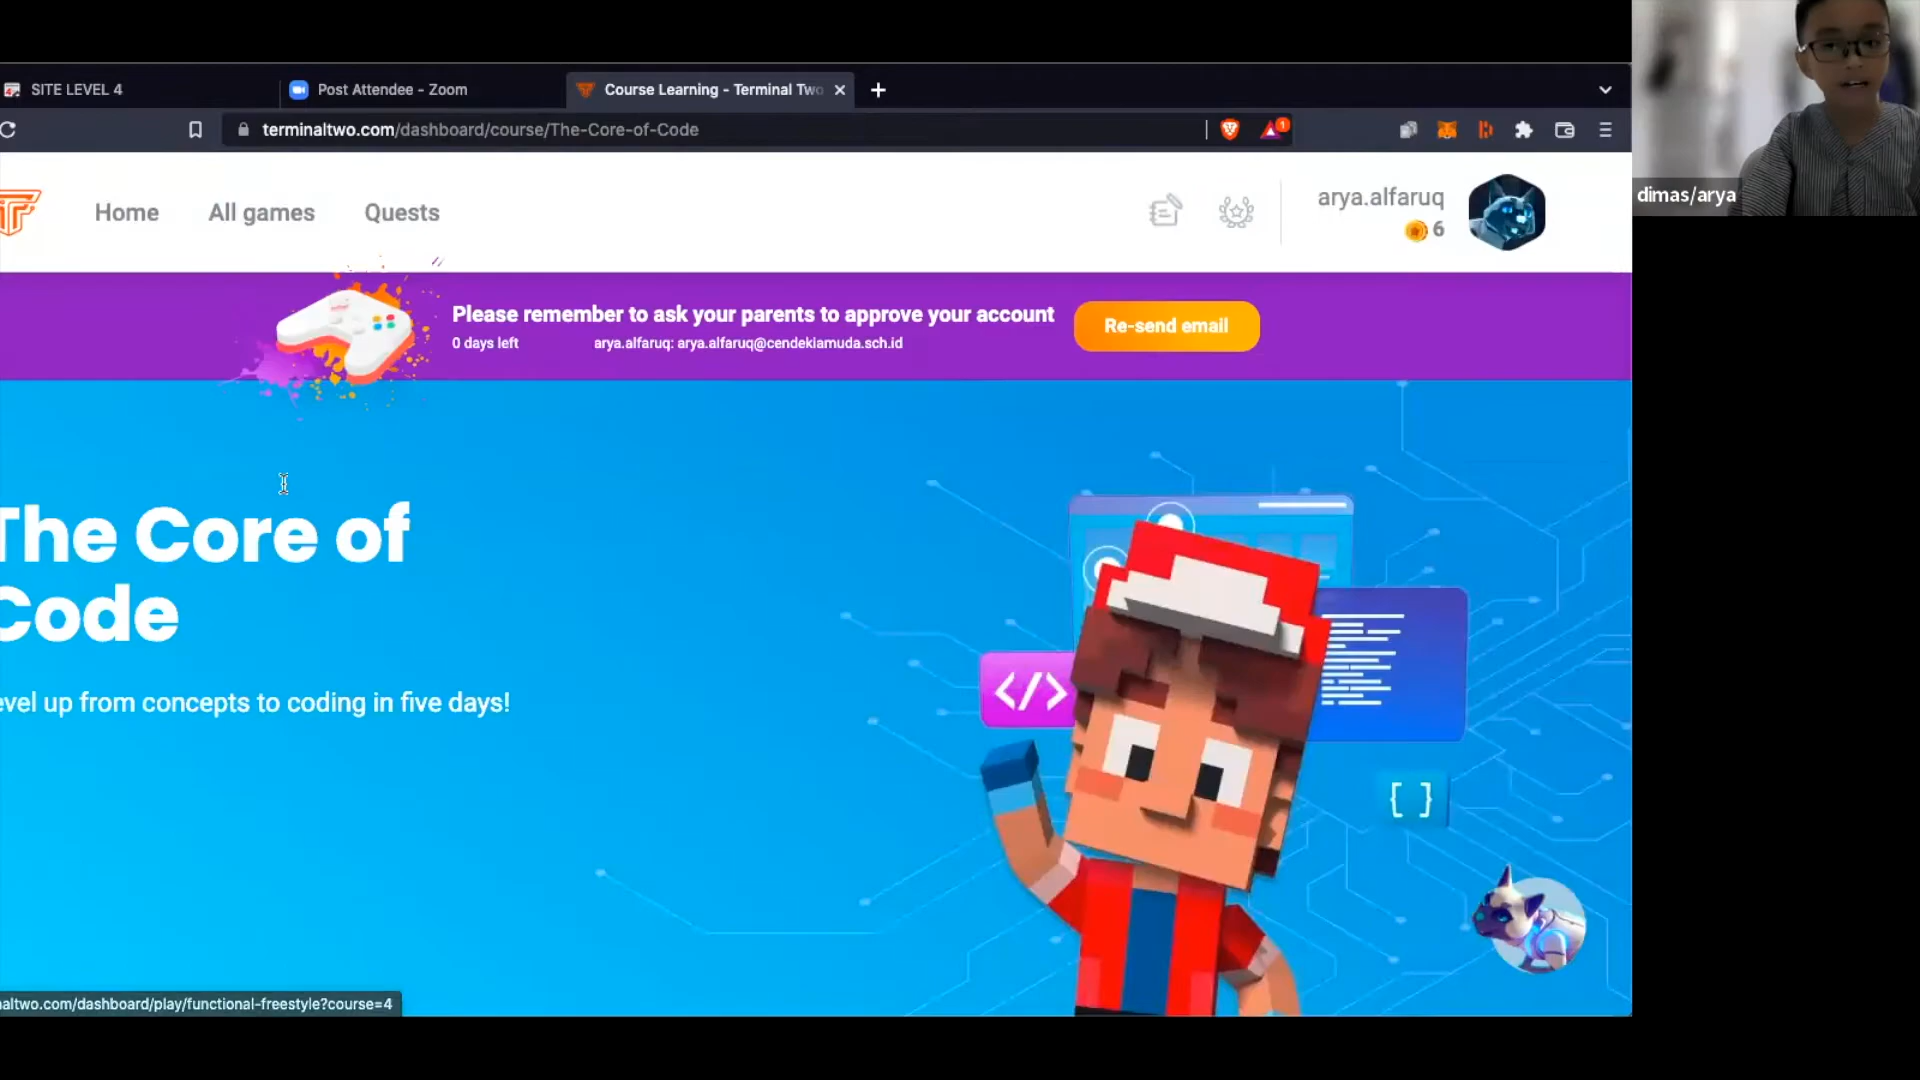 SITE LEVEL 4
Post Attendee - Zoom
Course Learning - Terminal Two
terminaltwo.com/dashboard/course/The-Core-of-Code
1
Home
All games
Quests
arya.alfaruq
6
Please remember to ask your parents to approve your account
0 days left
arya.alfaruq: arya.alfaruq@cendekiamuda.sch.id
Re-send email
The Core of
Code
evel up from concepts to coding in five days!
</>
{ }
naltwo.com/dashboard/play/functional-freestyle?course=4
dimas/arya